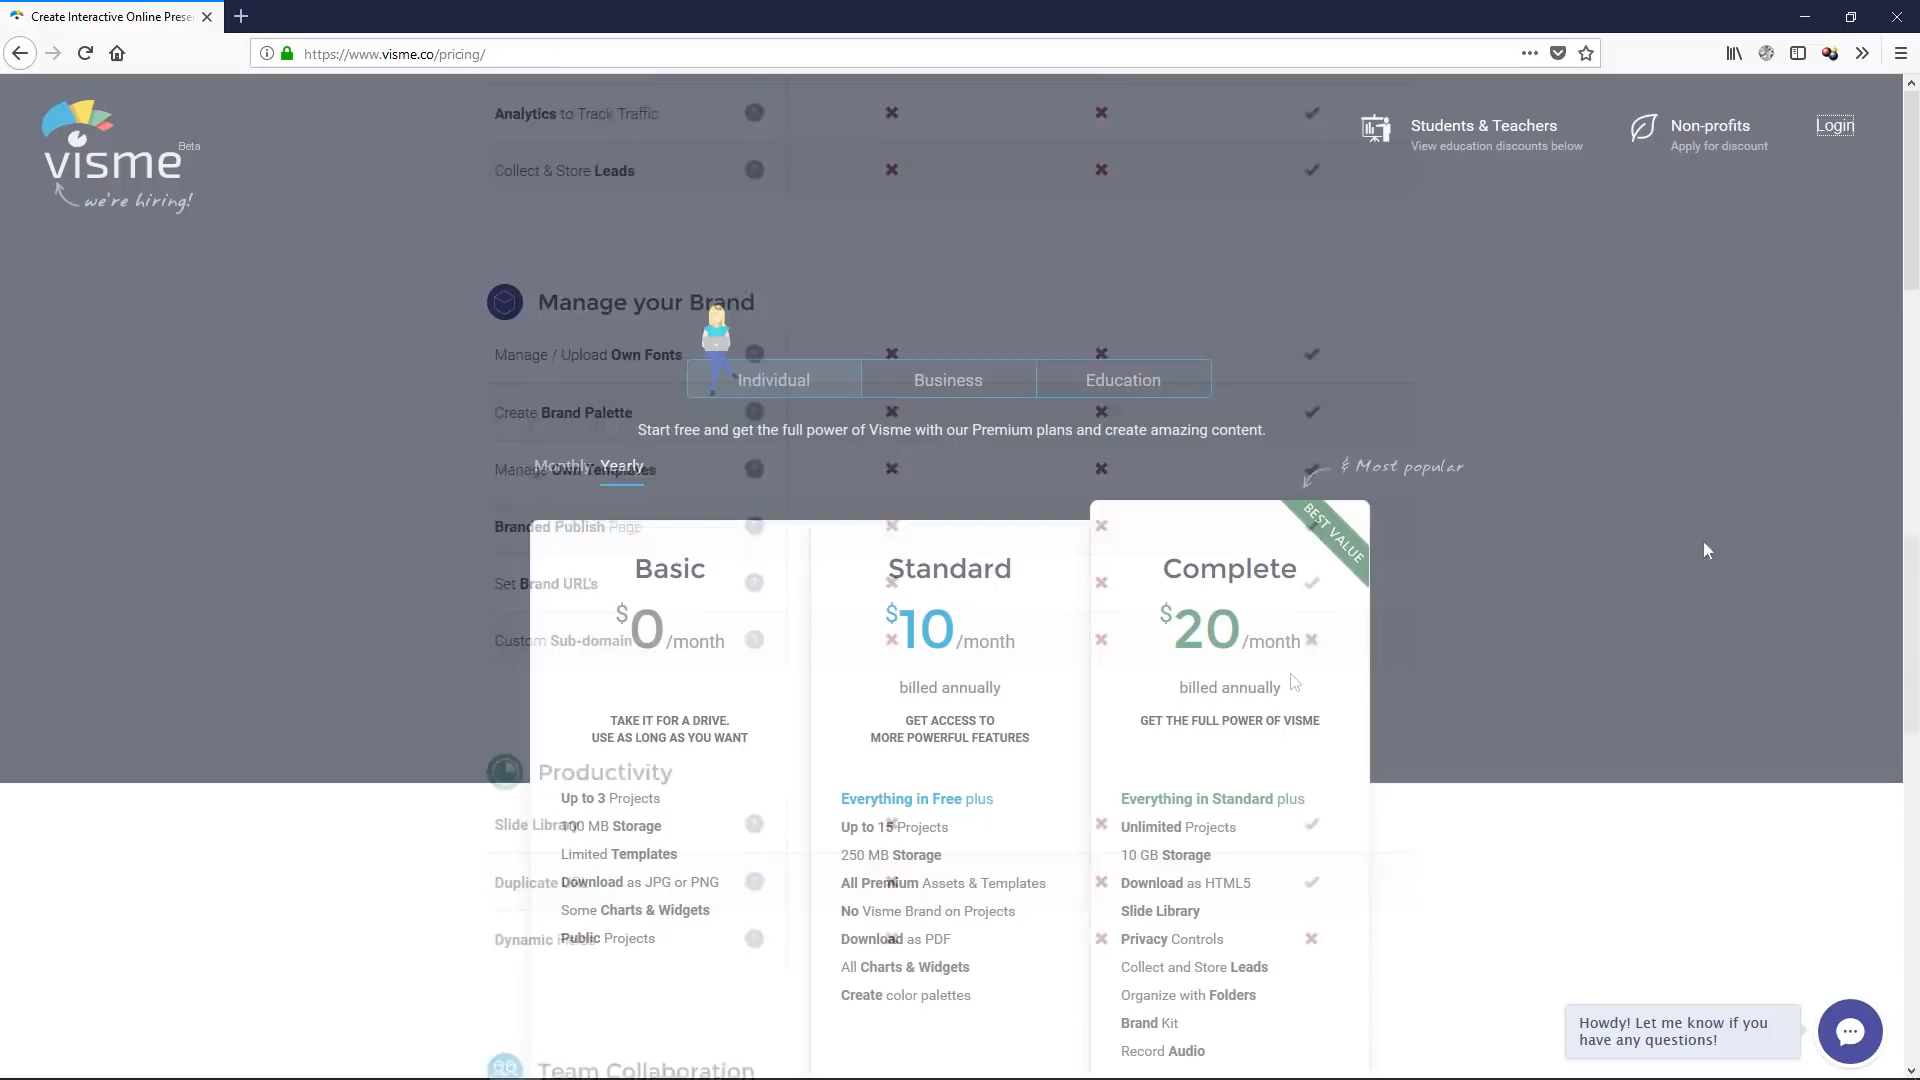 Create Interactive Online Prese
https://www.visme.co/pricing/
Analytics to Track Traffic
Collect & Store Leads
visme Beta
we're hiring!
Students & Teachers
View education discounts below
Non-profits
Apply for discount
Login
Manage your Brand
Manage / Upload Own Fonts
Individual
Business
Education
Create Brand Palette
Start free and get the full power of Visme with our Premium plans and create amazing content.
Manage Own Templates
Monthly Yearly
& Most popular
Branded Publish Page
BEST VALUE
Set Brand URL's
Custom Sub-domain
Basic
$0/month
TAKE IT FOR A DRIVE.
USE AS LONG AS YOU WANT
Standard
$10/month
billed annually
GET ACCESS TO
MORE POWERFUL FEATURES
Complete
$20/month
billed annually
GET THE FULL POWER OF VISME
Productivity
Slide Library
Duplicate
Dynamic
Up to 3 Projects
100 MB Storage
Limited Templates
Download as JPG or PNG
Some Charts & Widgets
Public Projects
Everything in Free plus
Up to 15 Projects
250 MB Storage
All Premium Assets & Templates
No Visme Brand on Projects
Download as PDF
All Charts & Widgets
Create color palettes
Everything in Standard plus
Unlimited Projects
10 GB Storage
Download as HTML5
Slide Library
Privacy Controls
Collect and Store Leads
Organize with Folders
Brand Kit
Record Audio
Team Collaboration
Howdy! Let me know if you
have any questions!